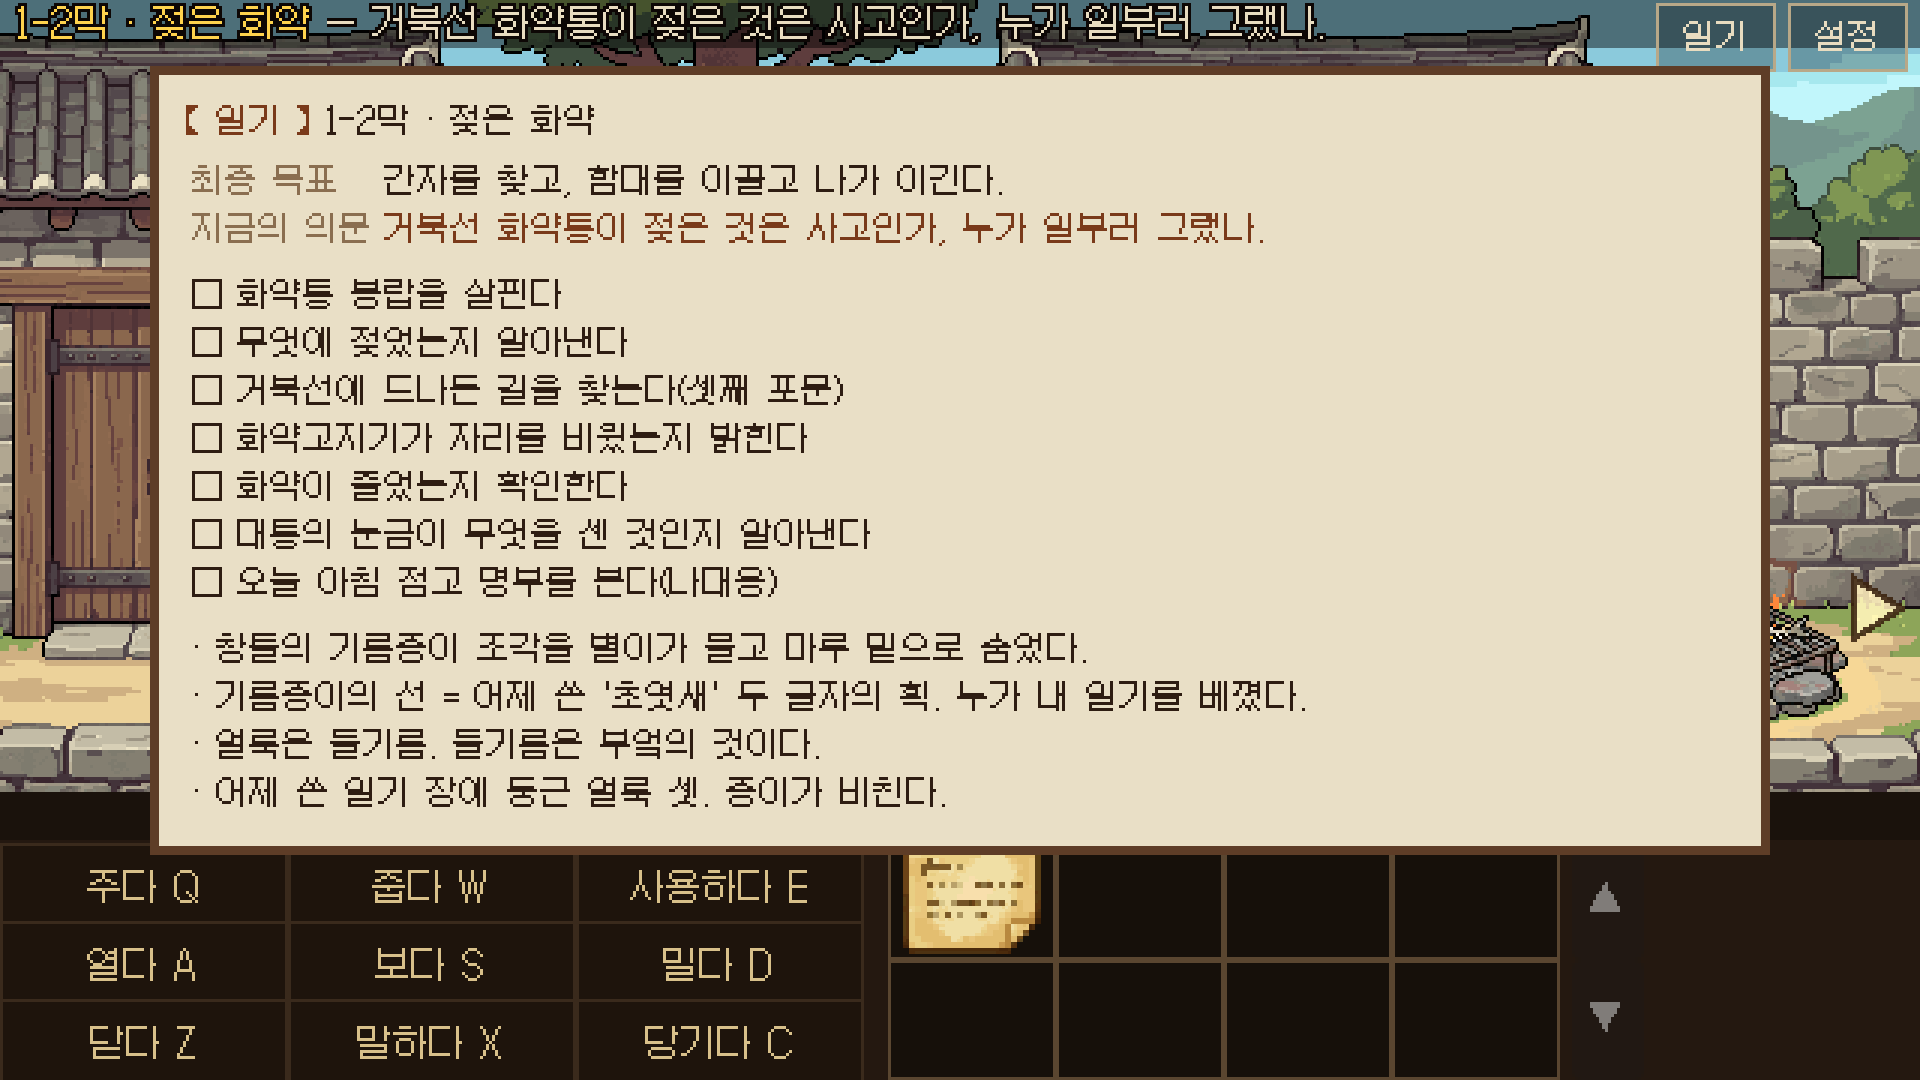 1-2막 · 젖은 화약 — 거북선 화약통이 젖은 것은 사고인가, 누가 일부러 그랬나.
일기
설정
【 일기 】 1-2막 · 젖은 화약
최종 목표 간자를 찾고, 함대를 이끌고 나가 이긴다.
지금의 의문 거북선 화약통이 젖은 것은 사고인가, 누가 일부러 그랬나.
□ 화약통 봉랍을 살핀다
□ 무엇에 젖었는지 알아낸다
□ 거북선에 드나든 길을 찾는다(셋째 포문)
□ 화약고지기가 자리를 비웠는지 밝힌다
□ 화약이 줄었는지 확인한다
□ 대통의 눈금이 무엇을 센 것인지 알아낸다
□ 오늘 아침 점고 명부를 본다(나대용)
· 창틀의 기름종이 조각을 별이가 물고 마루 밑으로 숨었다.
· 기름종이의 선 = 어제 쓴 '초엿새' 두 글자의 획. 누가 내 일기를 베꼈다.
· 얼룩은 들기름. 들기름은 부엌의 것이다.
· 어제 쓴 일기 장에 둥근 얼룩 셋. 종이가 비친다.
주다 Q
줍다 W
사용하다 E
열다 A
보다 S
밀다 D
닫다 Z
말하다 X
당기다 C